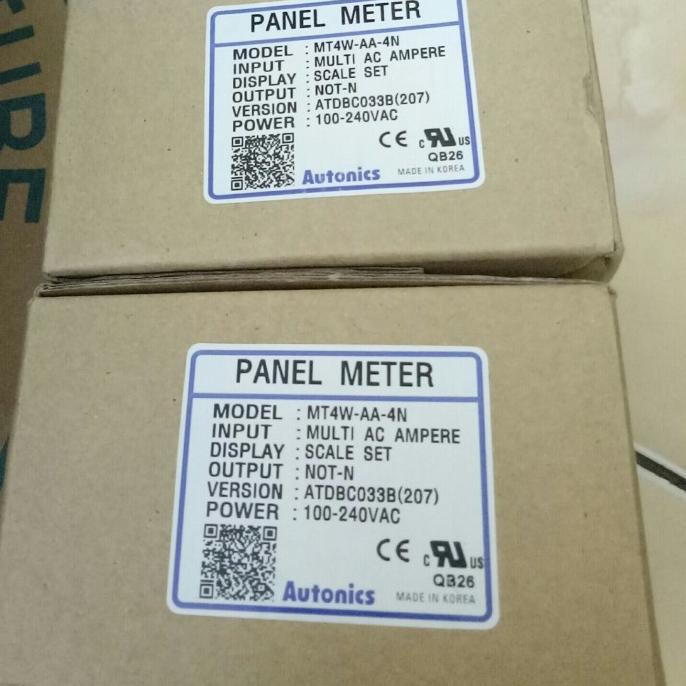 PANEL METER
MODEL : MT4W-AA-4N
INPUT : MULTI AC AMPERE
DISPLAY : SCALE SET
OUTPUT : NOT-N
VERSION : ATDBC033B(207)
POWER : 100-240VAC
CE c RU US
QB26
Autonics MADE IN KOREA
PANEL METER
MODEL : MT4W-AA-4N
INPUT : MULTI AC AMPERE
DISPLAY : SCALE SET
OUTPUT : NOT-N
VERSION : ATDBC033B(207)
POWER : 100-240VAC
CE c RU US
QB26
Autonics MADE IN KOREA